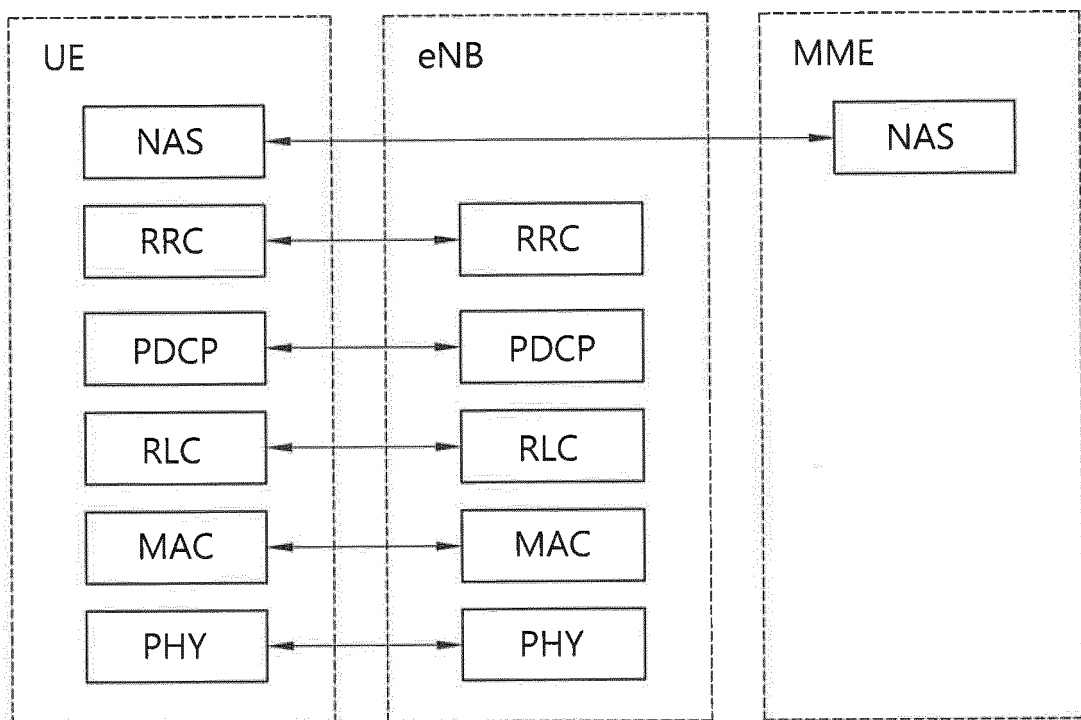 UE
eNB
MME
NAS
NAS
RRC
RRC
PDCP
PDCP
RLC
RLC
MAC
MAC
PHY
PHY